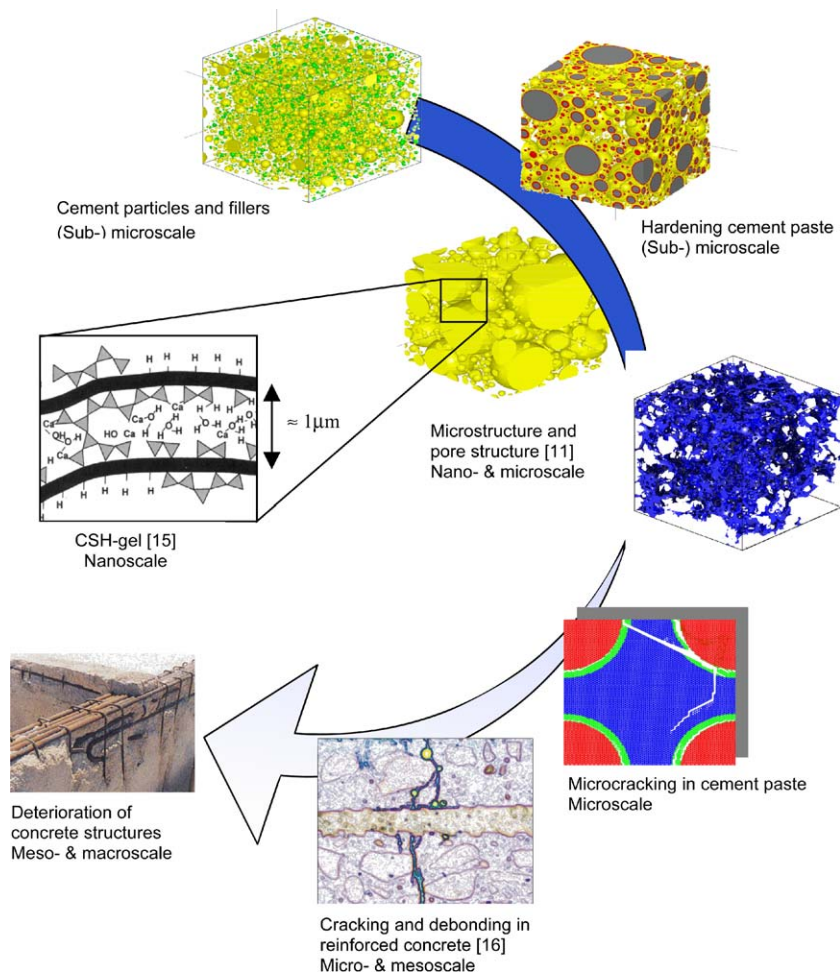 Cement particles and fillers
(Sub-) microscale
Hardening cement paste
(Sub-) microscale
H H H H H
Ca
Ca H H H
Ca O H O O
OH O H HO Ca H H H Ca H
Ca H
H H H
≈ 1μm
Microstructure and
pore structure [11]
Nano- & microscale
CSH-gel [15]
Nanoscale
Microcracking in cement paste
Microscale
Deterioration of
concrete structures
Meso- & macroscale
Cracking and debonding in
reinforced concrete [16]
Micro- & mesoscale